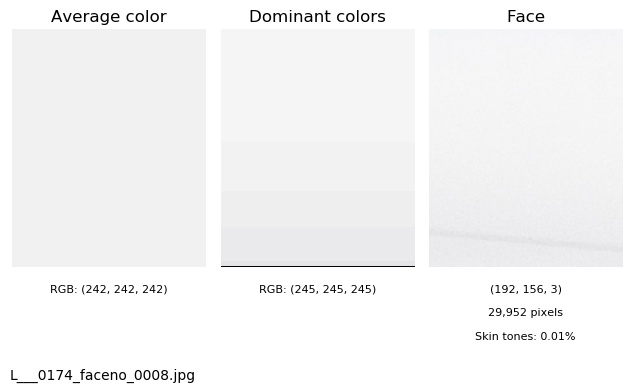 Average color
Dominant colors
Face
RGB: (242, 242, 242)
RGB: (245, 245, 245)
(192, 156, 3)
29,952 pixels
Skin tones: 0.01%
L___0174_faceno_0008.jpg